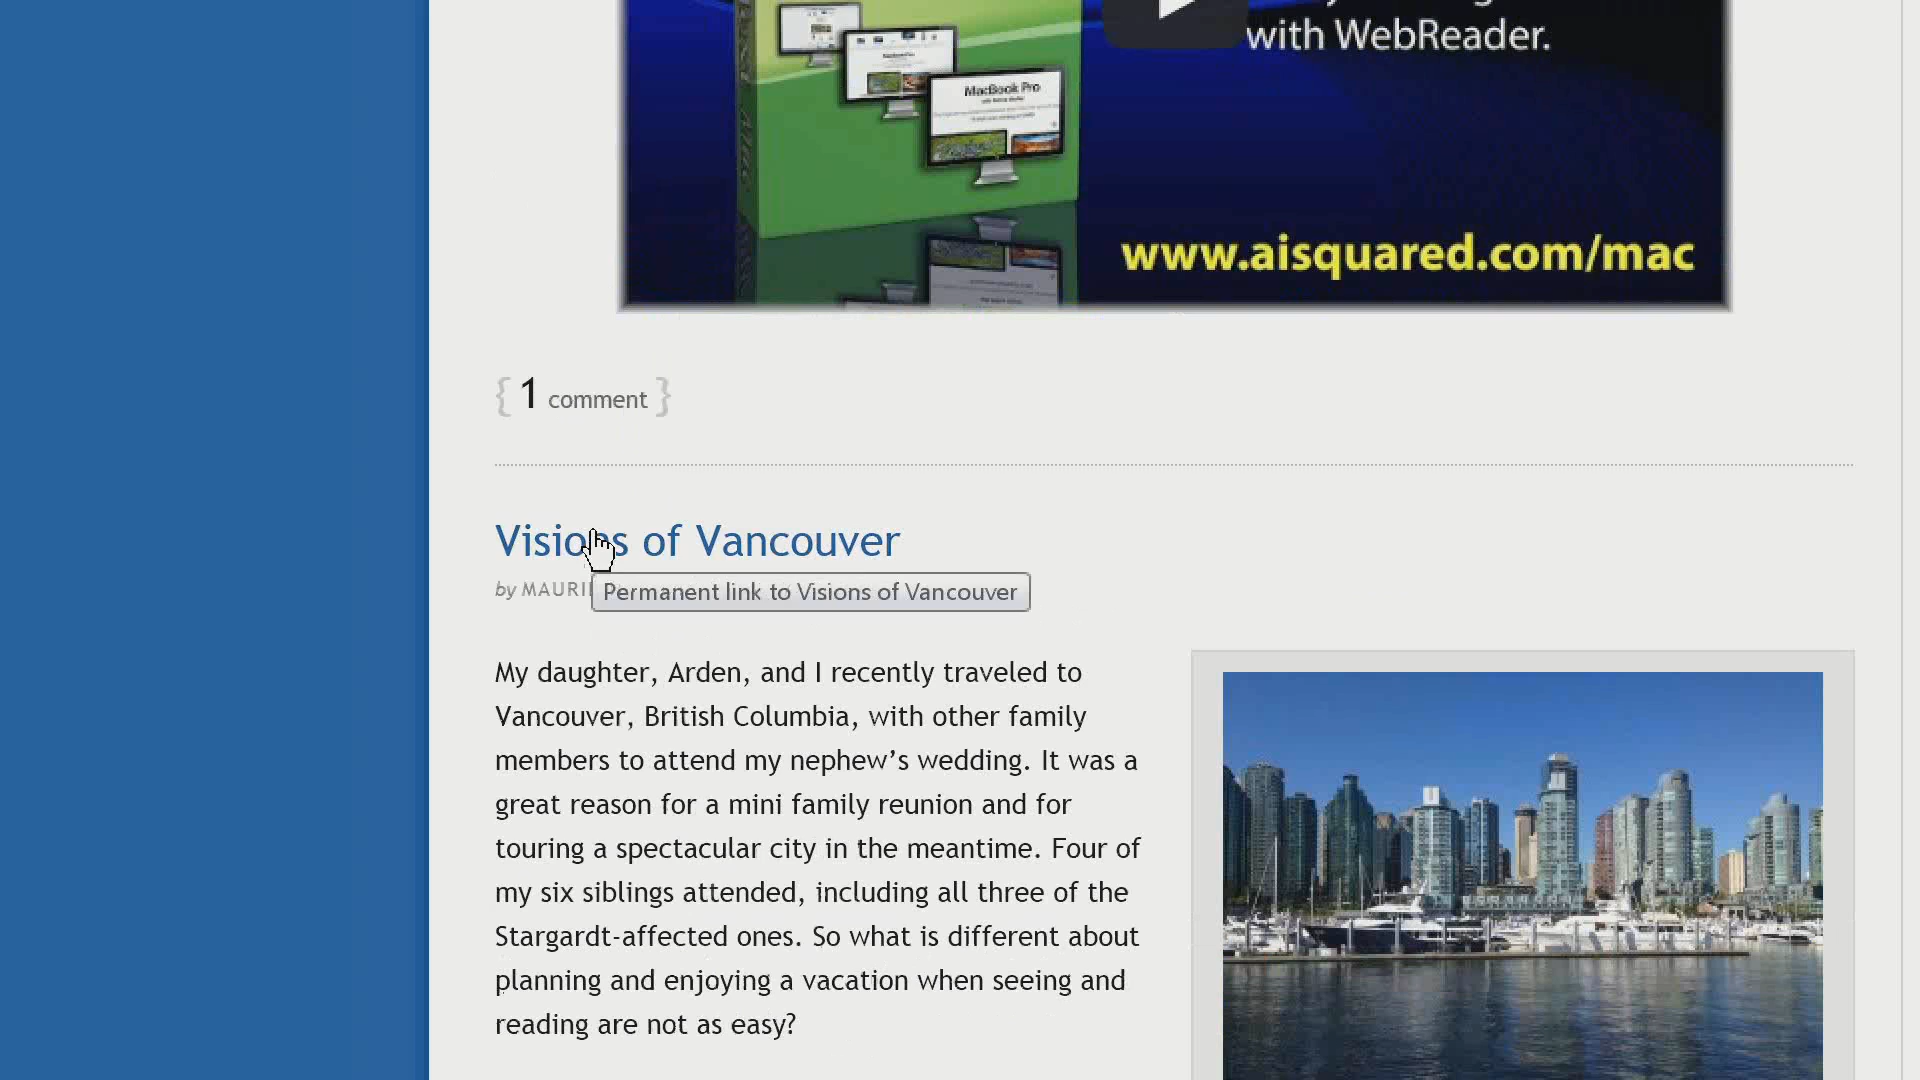 with WebReader.
MacBook Pro
www.aisquared.com/mac
{ 1 comment }
Visions of Vancouver
by
Permanent link to Visions of Vancouver
My daughter, Arden, and I recently traveled to
Vancouver, British Columbia, with other family
members to attend my nephew’s wedding. It was a
great reason for a mini family reunion and for
touring a spectacular city in the meantime. Four of
my six siblings attended, including all three of the
Stargardt-affected ones. So what is different about
planning and enjoying a vacation when seeing and
reading are not as easy?